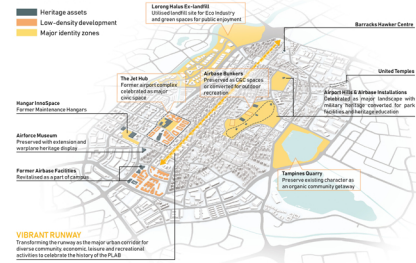 Heritage assets
Low-density development
Major identity zones
Lorong Halus Ex-landfill
Utilised landfill site for Eco Industry
and green spaces for public enjoyment
Barracks Hawker Centre
United Temples
The Jet Hub
Former airport complex
celebrated as major
civic space
Airbase Bunkers
Preserved as C&C spaces
or converted for outdoor
recreation
Airport Hills & Airbase Installations
Celebrated as major landscape with
military heritage converted for park
facilities and heritage education
Hangar InnoSpace
Former Maintenance Hangars
Airforce Museum
Preserved with extension and
warplane heritage display
Former Airbase Facilities
Revitalised as a part of campus
Tampines Quarry
Preserve existing character as
an organic community getaway
VIBRANT RUNWAY
Transforming the runway as the major urban corridor for
diverse community, economic, leisure and recreational
activities to celebrate the history of the PLAB